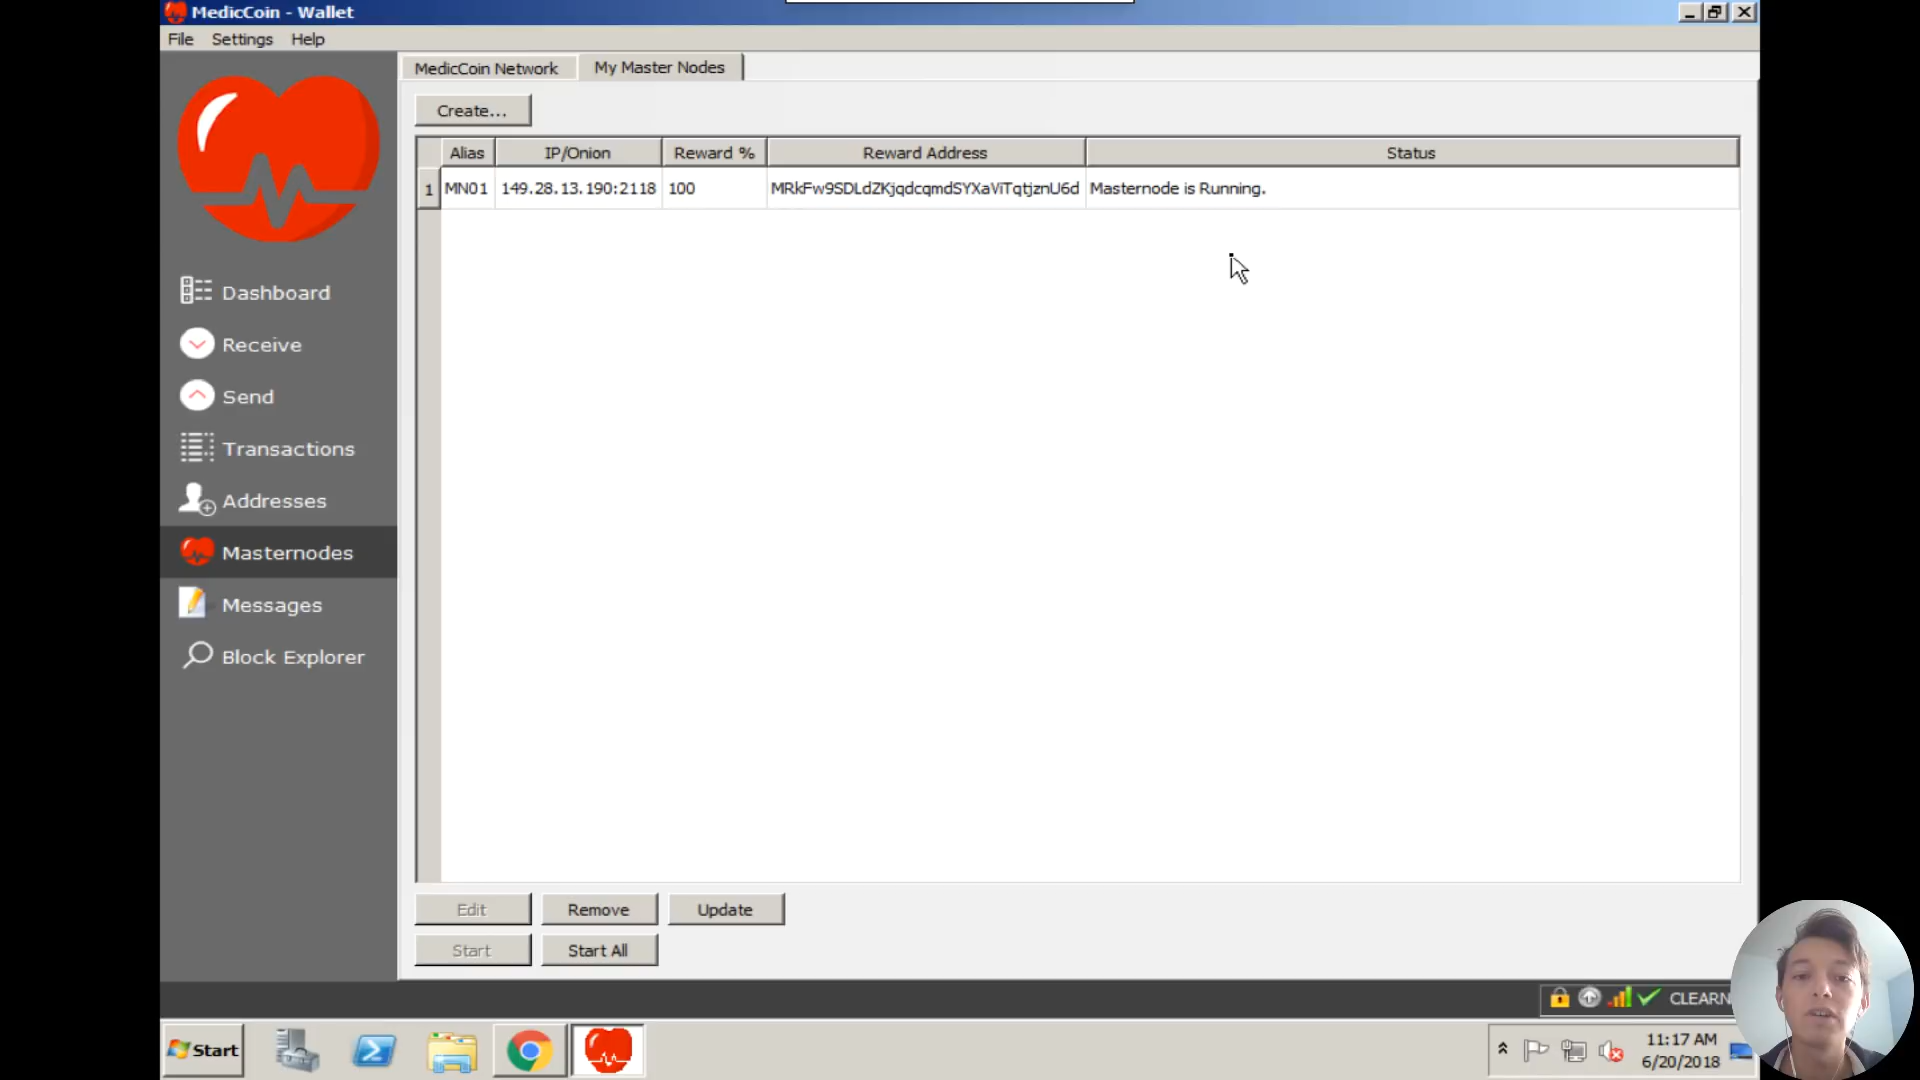 MedicCoin - Wallet
File Settings Help
MedicCoin Network My Master Nodes
Create...
Alias IP/Onion Reward % Reward Address Status
1 MN01 149.28.13.190:2118 100 MRkFw9SDLdZKjqdcqmdSYXaViTqtjznU6d Masternode is Running.
Dashboard
Receive
Send
Transactions
Addresses
Masternodes
Messages
Block Explorer
Edit Remove Update
Start Start All
CLEARN
Start
11:17 AM
6/20/2018